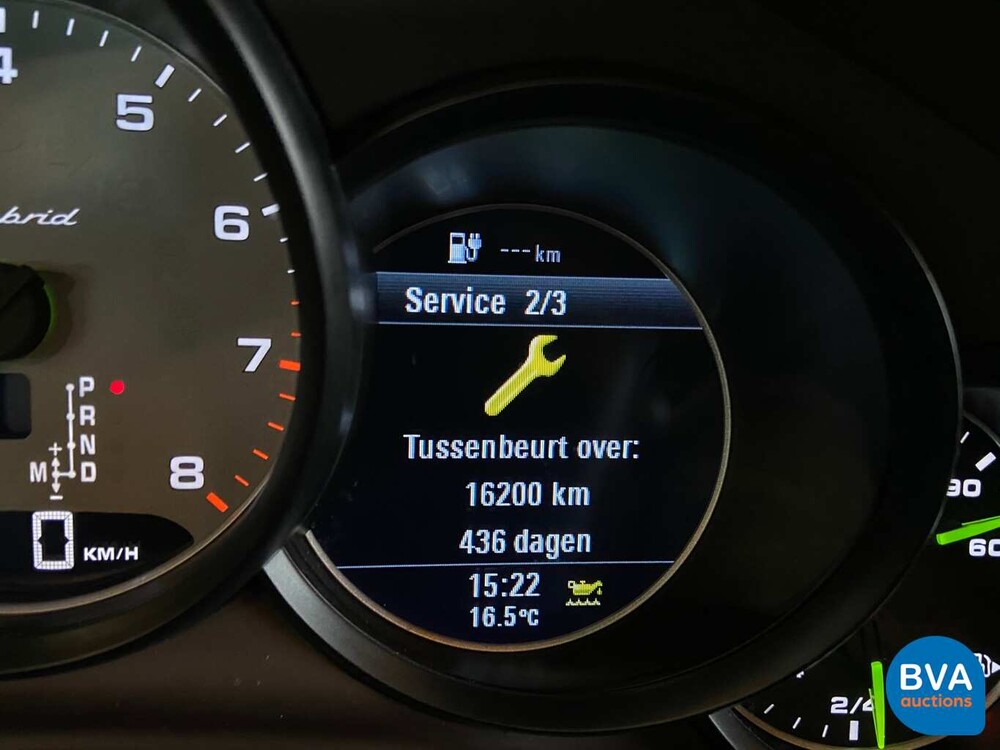 4
5
6
7
8
brid
P
R
N
M D
+
-
0 KM/H
--- km
Service 2/3
Tussenbeurt over:
16200 km
436 dagen
15:22
16.5°C
90
60
2/4
BVA
auctions